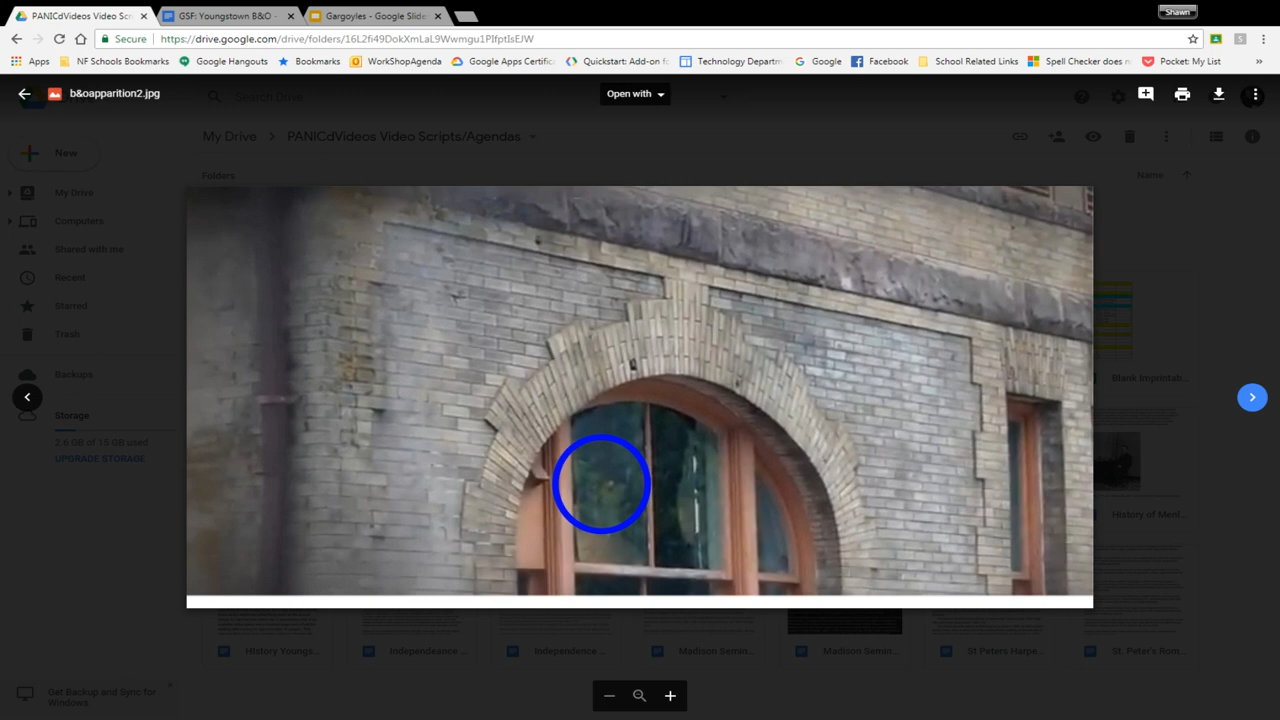 PANICdVideos Video Scri
GSF: Youngstown B&O -
Gargoyles - Google Slide
Shawn
Secure
https://drive.google.com/drive/folders/16L2fi49DokXmLaL9Wwmgu1PIfptIsEJW
Apps
NF Schools Bookmarks
Google Hangouts
Bookmarks
WorkShopAgenda
Google Apps Certific
Quickstart: Add-on fo
Technology Departm
Google
Facebook
School Related Links
Spell Checker does n
Pocket: My List
»
b&oapparition2.jpg
Search Drive
Open with
My Drive > PANICdVideos Video Scripts/Agendas
New
Folders
Name
My Drive
Computers
Shared with me
Recent
Starred
Trash
Backups
Storage
2.6 GB of 15 GB used
UPGRADE STORAGE
Blank Imprintab...
History of Menl...
History Youngs...
Independence ...
Independence ...
Madison Semin...
Madison Semin...
St Peters Harpe...
St. Peter's Rom...
Get Backup and Sync for
Windows